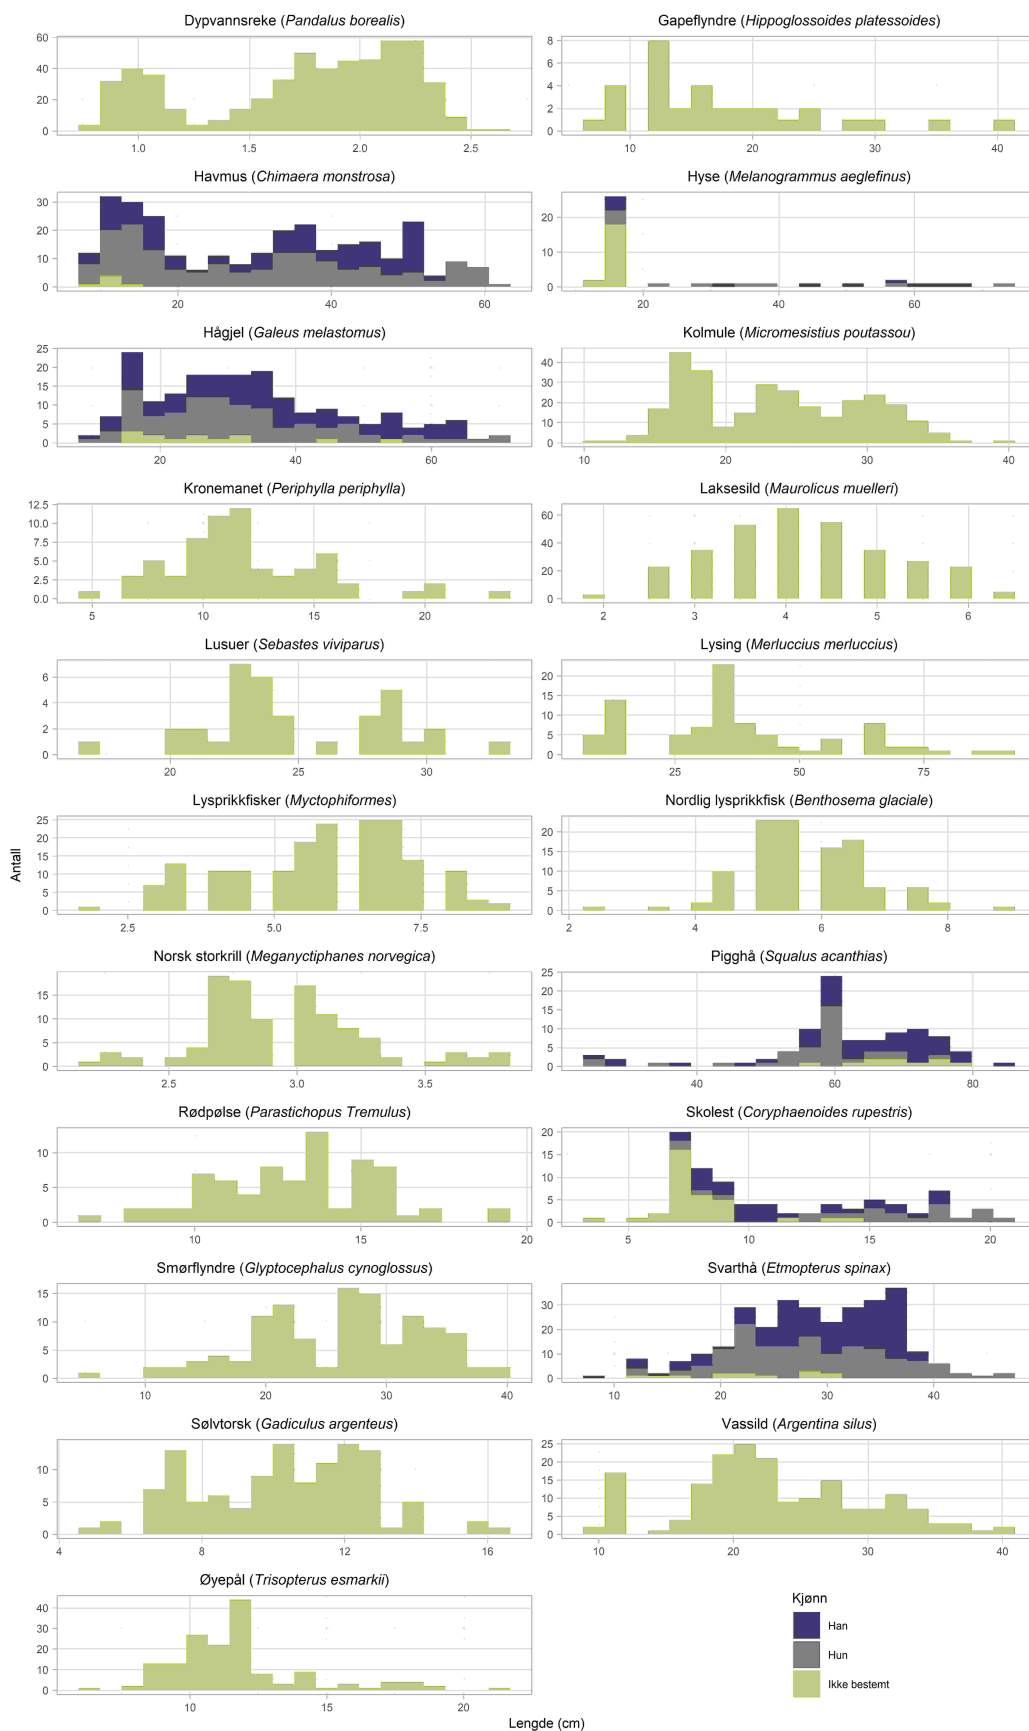 Dypvannsreke (Pandalus borealis)
60
40
20
0
1.0 1.5 2.0 2.5
Gapeflyndre (Hippoglossoides platessoides)
8
6
4
2
0
10 20 30 40
Havmus (Chimaera monstrosa)
30
20
10
0
20 40 60
Hyse (Melanogrammus aeglefinus)
20
10
0
20 40 60
Hågjel (Galeus melastomus)
25
20
15
10
5
0
20 40 60
Kolmule (Micromesistius poutassou)
40
30
20
10
0
10 20 30 40
Kronemanet (Periphylla periphylla)
12.5
10.0
7.5
5.0
2.5
0.0
5 10 15 20
Laksesild (Maurolicus muelleri)
60
40
20
0
2 3 4 5 6
Lusuer (Sebastes viviparus)
6
4
2
0
20 25 30
Lysing (Merluccius merluccius)
20
15
10
5
0
25 50 75
Lysprikkfisker (Myctophiformes)
25
20
15
10
5
0
2.5 5.0 7.5
Nordlig lysprikkfisk (Benthosema glaciale)
20
15
10
5
0
2 4 6 8
Antall
Norsk storkrill (Meganyctiphanes norvegica)
15
10
5
0
2.5 3.0 3.5
Pigghå (Squalus acanthias)
25
20
15
10
5
0
40 60 80
Rødpølse (Parastichopus Tremulus)
10
5
0
10 15 20
Skolest (Coryphaenoides rupestris)
20
15
10
5
0
5 10 15 20
Smørflyndre (Glyptocephalus cynoglossus)
15
10
5
0
10 20 30 40
Svarthå (Etmopterus spinax)
30
20
10
0
10 20 30 40
Sølvtorsk (Gadiculus argenteus)
10
5
0
4 8 12 16
Vassild (Argentina silus)
25
20
15
10
5
0
10 20 30 40
Øyepål (Trisopterus esmarkii)
40
30
20
10
0
10 15 20
Kjønn
Han
Hun
Ikke bestemt
Lengde (cm)